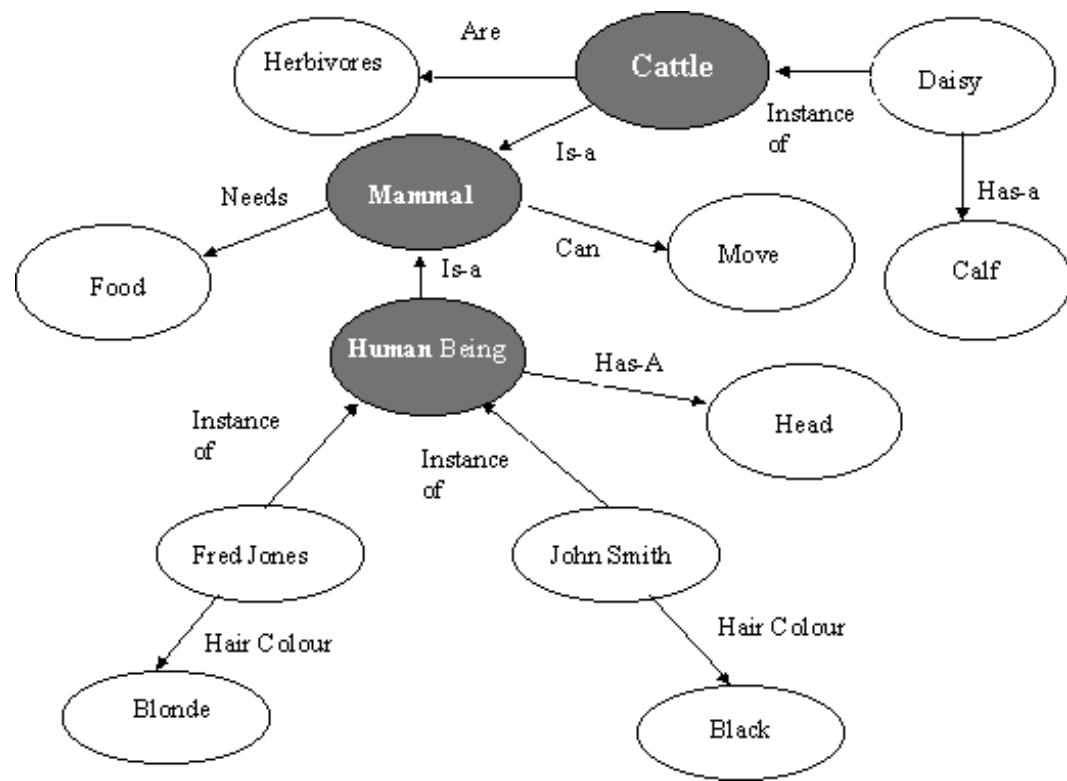 Are
Herbivores
Cattle
Daisy
Instance
of
Is-a
Mammal
Needs
Has-a
Can
Move
Calf
Food
Is-a
Human Being
Has-A
Head
Instance
of
Instance
of
Fred Jones
John Smith
Hair Colour
Hair Colour
Blonde
Black